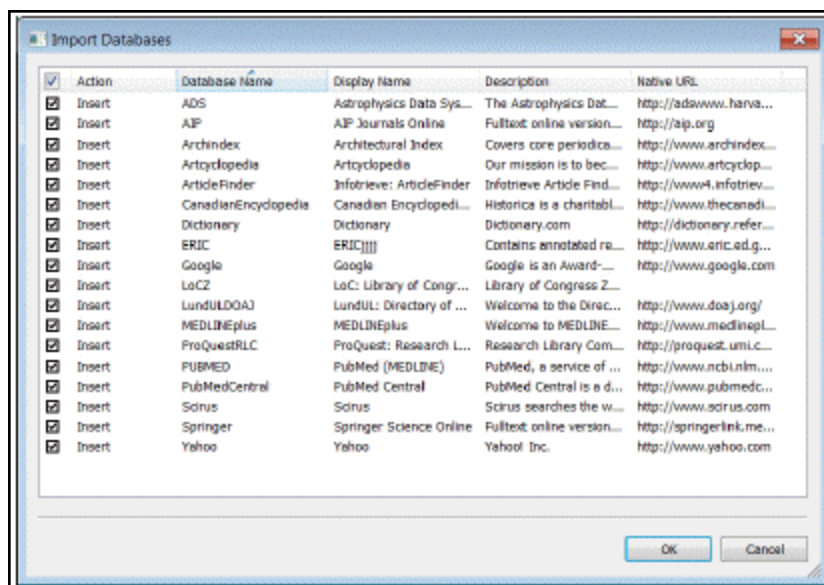 Import Databases
Action Database Name Display Name Description Native URL
Insert ADS Astrophysics Data Sys... The Astrophysics Dat... http://adswww.harva...
Insert AIP AIP Journals Online Fulltext online version... http://aip.org
Insert Archindex Architectural Index Covers core periodica... http://www.archindex...
Insert Artcyclopedia Artcyclopedia Our mission is to bec... http://www.artcyclop...
Insert ArticleFinder Infotrieve: ArticleFinder Infotrieve Article Find... http://www4.infotriev...
Insert CanadianEncyclopedia Canadian Encyclopedi... Historica is a charitabl... http://www.thecanadi...
Insert Dictionary Dictionary Dictionary.com http://dictionary.refer...
Insert ERIC ERIC]]]] Contains annotated re... http://www.eric.ed.g...
Insert Google Google Google is an Award-... http://www.google.com
Insert LoCZ LoC: Library of Congr... Library of Congress Z...
Insert LundULDOAJ LundUL: Directory of ... Welcome to the Direc... http://www.doaj.org/
Insert MEDLINEplus MEDLINEplus Welcome to MEDLINE... http://www.medlinepl...
Insert ProQuestRLC ProQuest: Research L... Research Library Com... http://proquest.umi.c...
Insert PUBMED PubMed (MEDLINE) PubMed, a service of ... http://www.ncbi.nlm....
Insert PubMedCentral PubMed Central PubMed Central is a d... http://www.pubmedc...
Insert Scirus Scirus Scirus searches the w... http://www.scirus.com
Insert Springer Springer Science Online Fulltext online version... http://springerlink.me...
Insert Yahoo Yahoo Yahoo! Inc. http://www.yahoo.com
OK Cancel